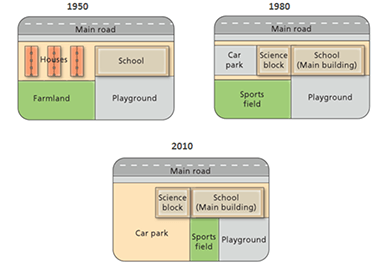 1950
Main road
Houses
School
Farmland
Playground
1980
Main road
Car
park
Science
block
School
(Main building)
Sports
field
Playground
2010
Main road
Science
block
School
(Main building)
Car park
Sports
field
Playground